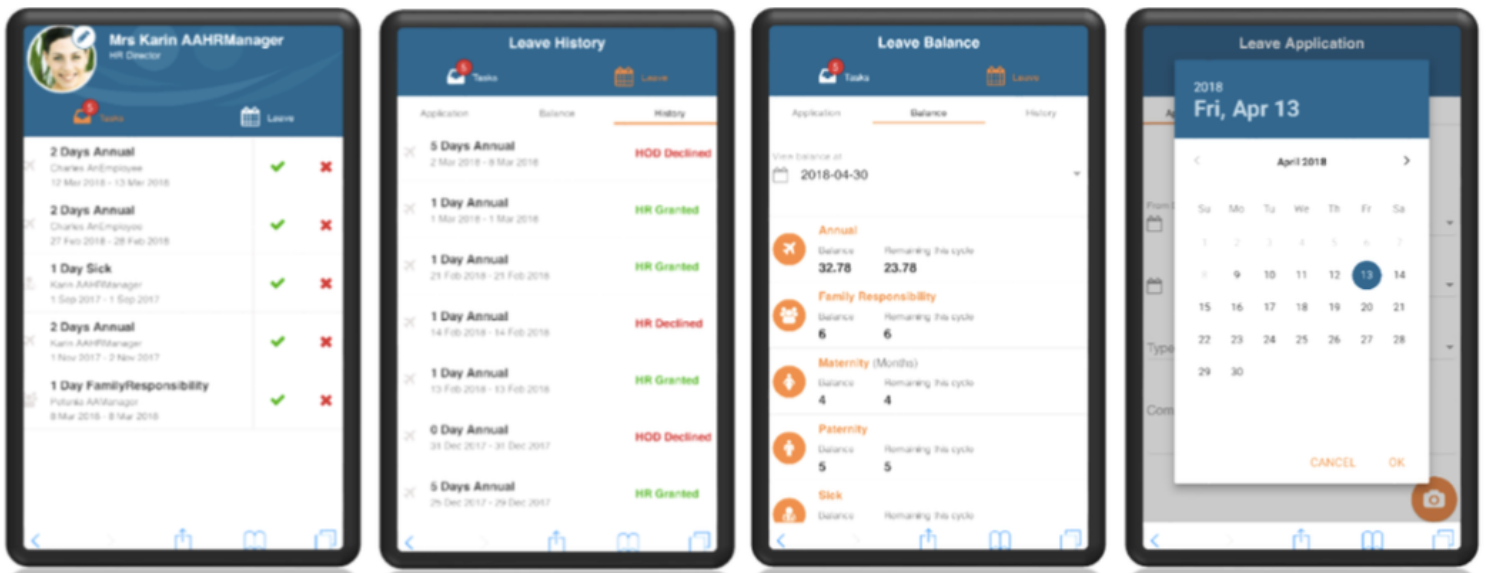 Mrs Karin AAHRManager
HR Director
5
Tasks
Leave
2 Days Annual
Charles AnEmployee
12 Mar 2018 - 13 Mar 2018
2 Days Annual
Charles AnEmployee
27 Feb 2018 - 28 Feb 2018
1 Day Sick
Karin AAHRManager
1 Sep 2017 - 1 Sep 2017
2 Days Annual
Karin AAHRManager
1 Nov 2017 - 2 Nov 2017
1 Day FamilyResponsibility
AAManager
8 Mar 2018 - 8 Mar 2018
Leave History
5
Tasks
Leave
Application Balance History
5 Days Annual
2 Mar 2018 - 8 Mar 2018
HOD Declined
1 Day Annual
1 Mar 2018 - 1 Mar 2018
HR Granted
1 Day Annual
21 Feb 2018 - 21 Feb 2018
HR Granted
1 Day Annual
14 Feb 2018 - 14 Feb 2018
HR Declined
1 Day Annual
13 Feb 2018 - 13 Feb 2018
HR Granted
0 Day Annual
31 Dec 2017 - 31 Dec 2017
HOD Declined
5 Days Annual
25 Dec 2017 - 29 Dec 2017
HR Granted
Leave Balance
5
Tasks
Leave
Application Balance History
View balance at
2018-04-30
Annual
Balance Remaining this cycle
32.78 23.78
Family Responsibility
Balance Remaining this cycle
6 6
Maternity (Months)
Balance Remaining this cycle
4 4
Paternity
Balance Remaining this cycle
5 5
Sick
Balance Remaining this cycle
Leave Application
2018
Fri, Apr 13
April 2018
Su Mo Tu We Th Fr Sa
1 2 3 4 5 6 7
8 9 10 11 12 13 14
15 16 17 18 19 20 21
22 23 24 25 26 27 28
29 30
CANCEL OK
From
Type
Com